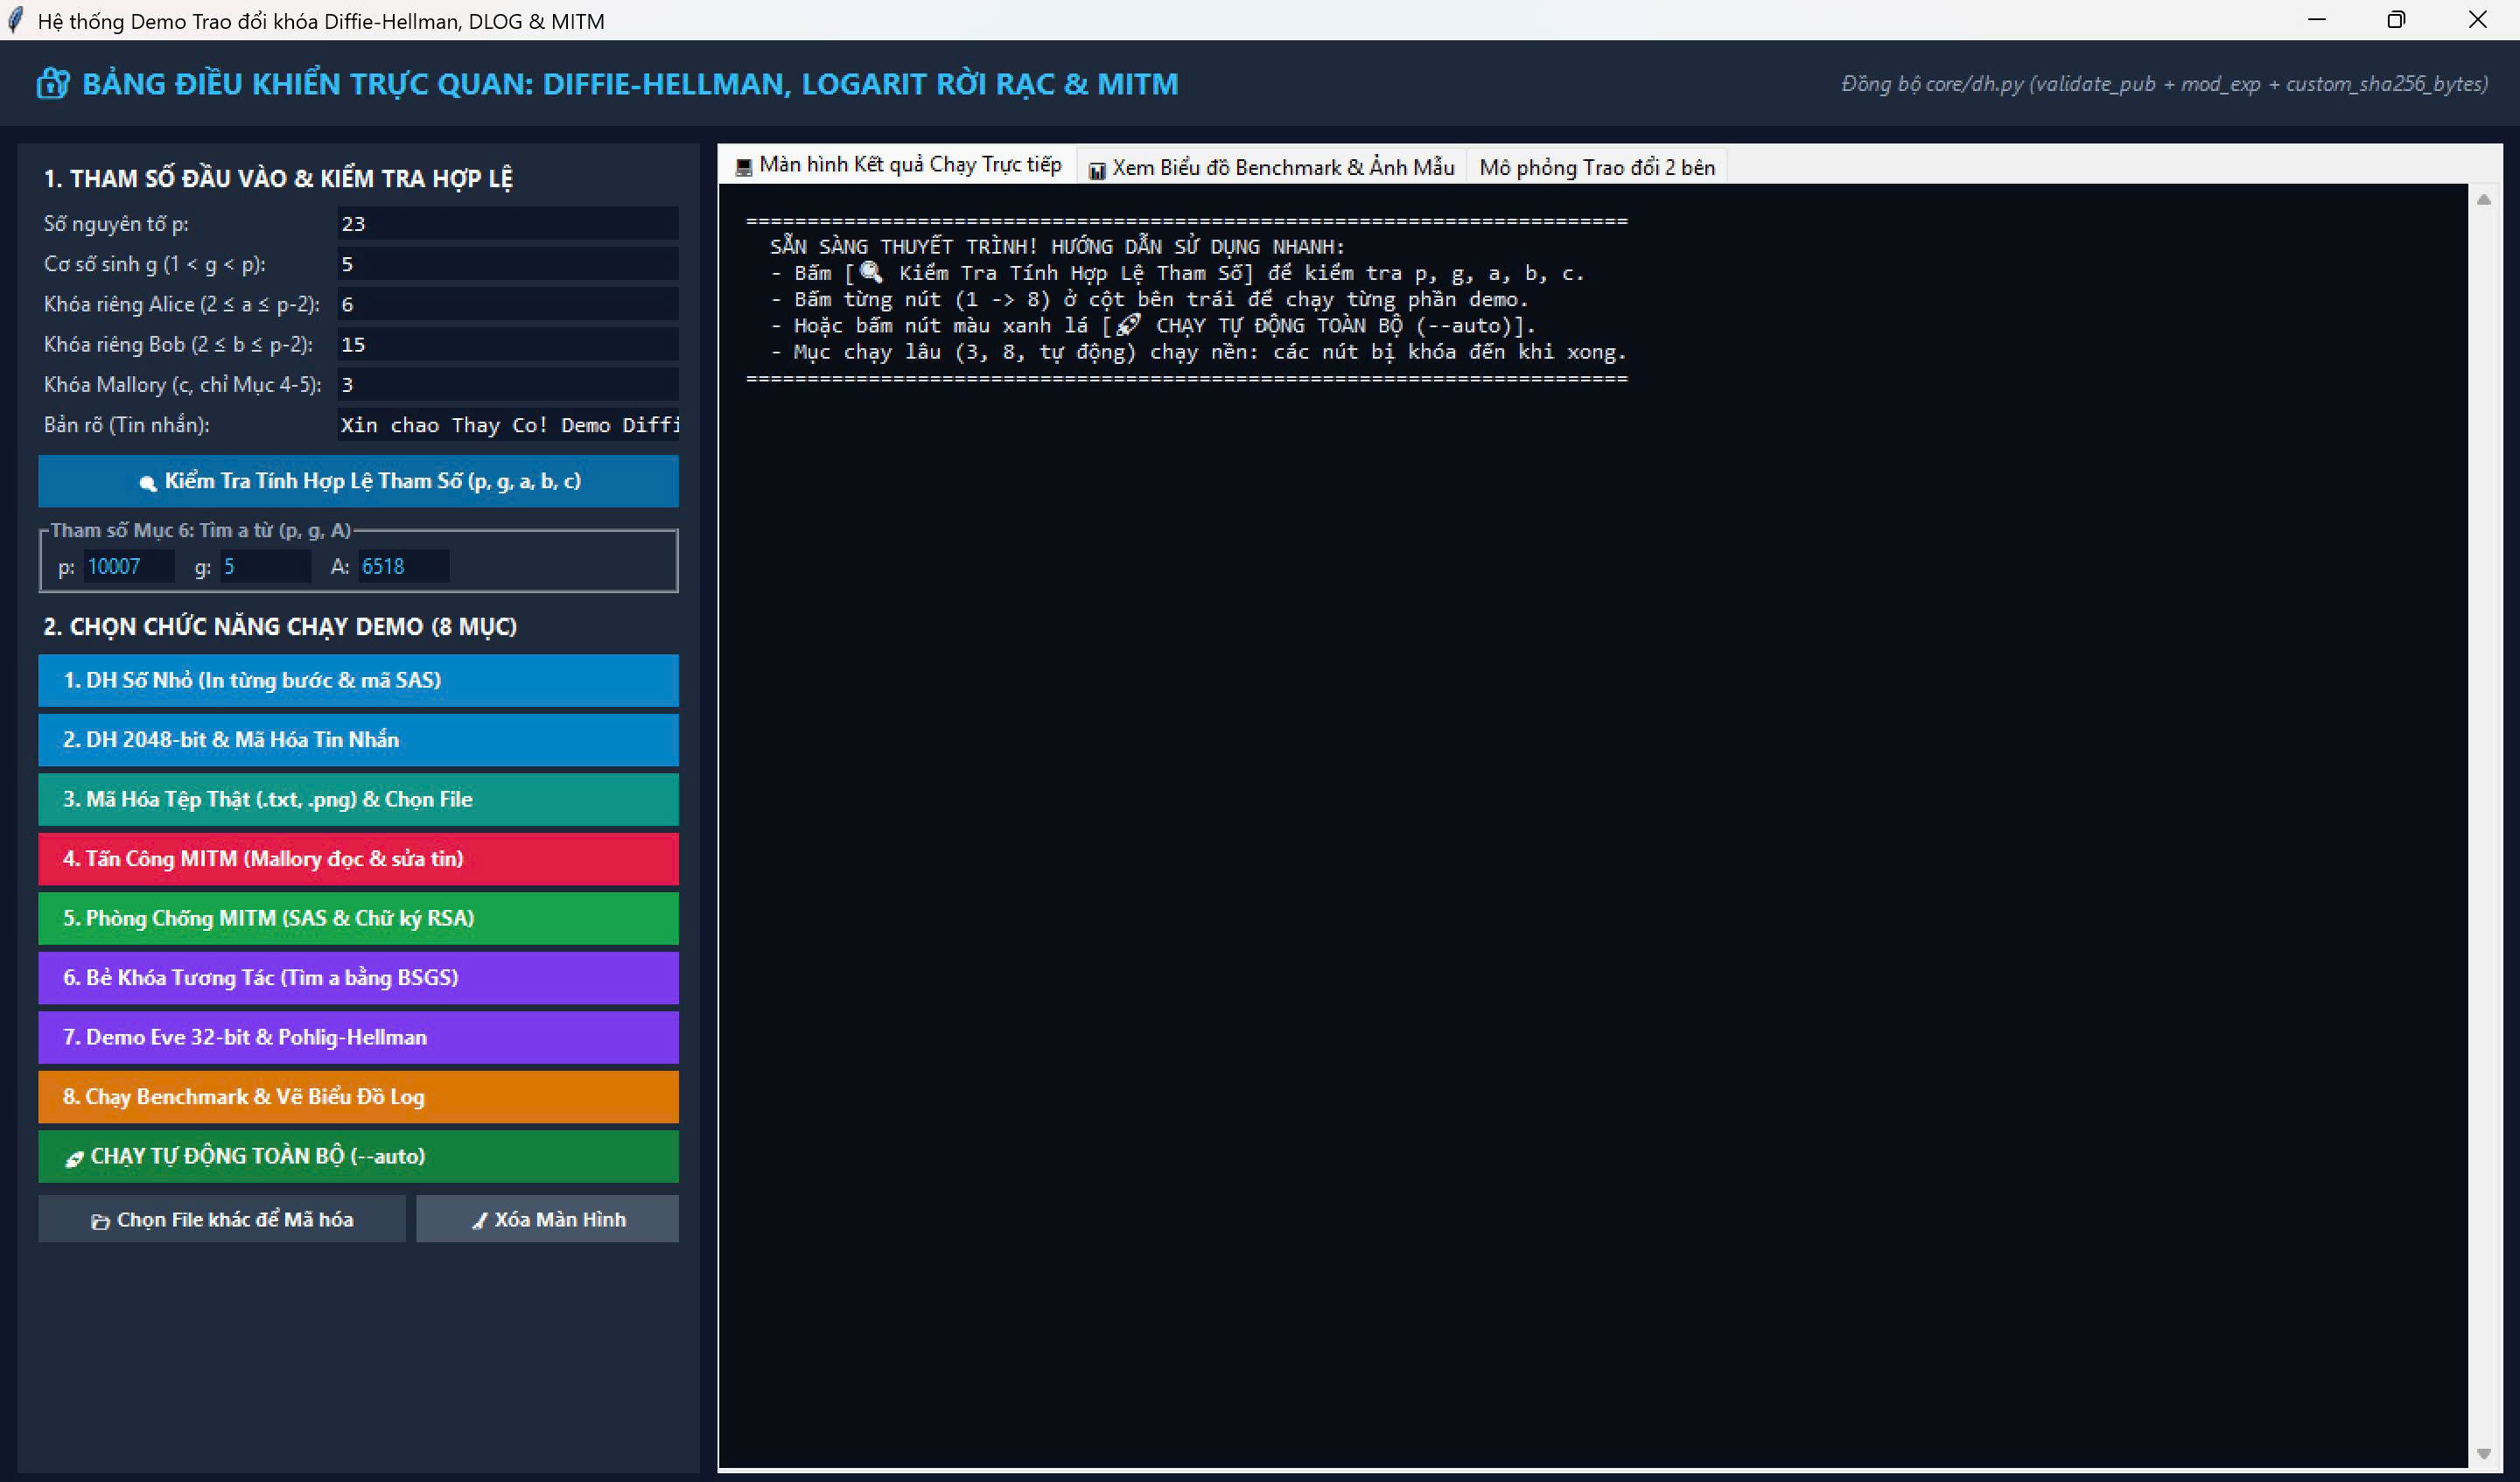 Hệ thống Demo Trao đổi khóa Diffie-Hellman, DLOG & MITM
BẢNG ĐIỀU KHIỂN TRỰC QUAN: DIFFIE-HELLMAN, LOGARIT RỜI RẠC & MITM
Đồng bộ core/dh.py (validate_pub + mod_exp + custom_sha256_bytes)
1. THAM SỐ ĐẦU VÀO & KIỂM TRA HỢP LỆ
Số nguyên tố p: 23
Cơ số sinh g (1 < g < p): 5
Khóa riêng Alice (2 ≤ a ≤ p-2): 6
Khóa riêng Bob (2 ≤ b ≤ p-2): 15
Khóa Mallory (c, chỉ Mục 4-5): 3
Bản rõ (Tin nhắn): Xin chao Thay Co! Demo Diffi
Kiểm Tra Tính Hợp Lệ Tham Số (p, g, a, b, c)
Tham số Mục 6: Tìm a từ (p, g, A)
p: 10007 g: 5 A: 6518
2. CHỌN CHỨC NĂNG CHẠY DEMO (8 MỤC)
1. DH Số Nhỏ (In từng bước & mã SAS)
2. DH 2048-bit & Mã Hóa Tin Nhắn
3. Mã Hóa Tệp Thật (.txt, .png) & Chọn File
4. Tấn Công MITM (Mallory đọc & sửa tin)
5. Phòng Chống MITM (SAS & Chữ ký RSA)
6. Bẻ Khóa Tương Tác (Tìm a bằng BSGS)
7. Demo Eve 32-bit & Pohlig-Hellman
8. Chạy Benchmark & Vẽ Biểu Đồ Log
CHẠY TỰ ĐỘNG TOÀN BỘ (--auto)
Chọn File khác để Mã hóa
Xóa Màn Hình
Màn hình Kết quả Chạy Trực tiếp
Xem Biểu đồ Benchmark & Ảnh Mẫu
Mô phỏng Trao đổi 2 bên
========================================================================
SẴN SÀNG THUYẾT TRÌNH! HƯỚNG DẪN SỬ DỤNG NHANH:
- Bấm [🔍 Kiểm Tra Tính Hợp Lệ Tham Số] để kiểm tra p, g, a, b, c.
- Bấm từng nút (1 -> 8) ở cột bên trái để chạy từng phần demo.
- Hoặc bấm nút màu xanh lá [🚀 CHẠY TỰ ĐỘNG TOÀN BỘ (--auto)].
- Mục chạy lâu (3, 8, tự động) chạy nền: các nút bị khóa đến khi xong.
========================================================================